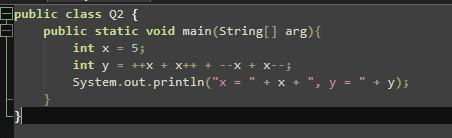 public class Q2 {
public static void main(String[] arg){
int x = 5;
int y = ++x + x++ + --x + x--;
System.out.println("x = " + x + ", y = " + y);
}
}